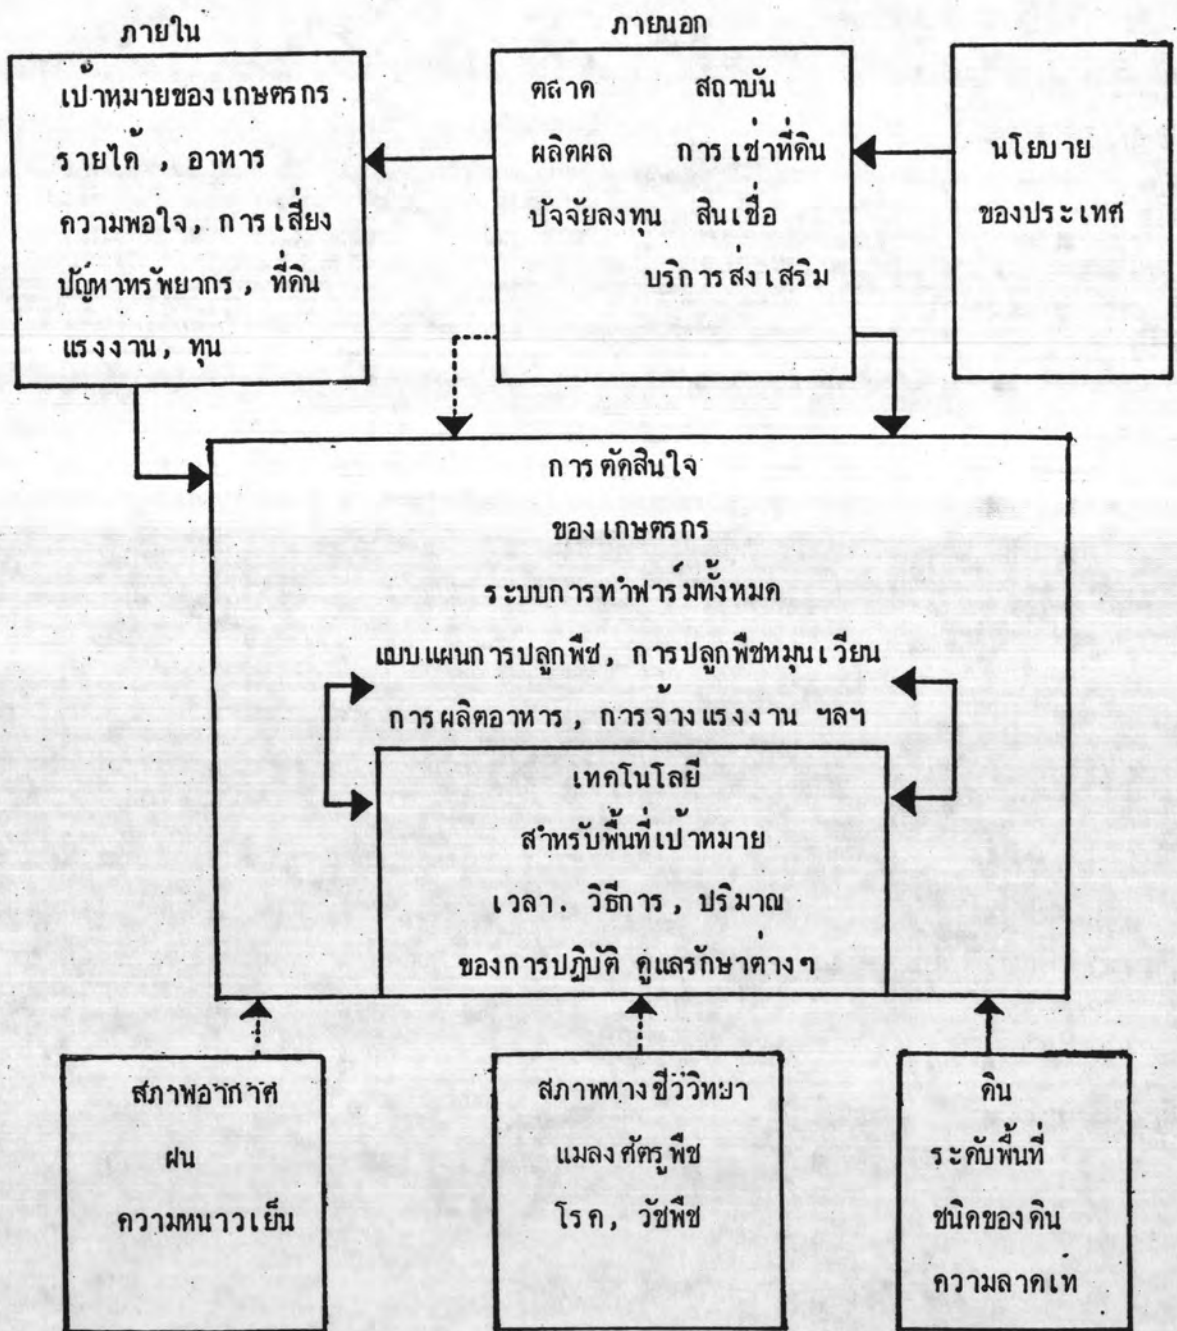 ภายใน
เป้าหมายของเกษตรกร
รายได้ , อาหาร
ความพอใจ, การเสี่ยง
ปัญหาทรัพยากร , ที่ดิน
แรงงาน, ทุน
ภายนอก
ตลาด สถาบัน
ผลิตผล การเช่าที่ดิน
ปัจจัยลงทุน สินเชื่อ
บริการส่งเสริม
นโยบาย
ของประเทศ
การตัดสินใจ
ของเกษตรกร
ระบบการทำฟาร์มทั้งหมด
แบบแผนการปลูกพืช, การปลูกพืชหมุนเวียน
การผลิตอาหาร , การจ้างแรงงาน ฯลฯ
เทคโนโลยี
สำหรับพื้นที่เป้าหมาย
เวลา, วิธีการ , ปริมาณ
ของการปฏิบัติ ดูแลรักษาต่างๆ
สภาพอากาศ
ฝน
ความหนาวเย็น
สภาพทางชีววิทยา
แมลงศัตรูพืช
โรค, วัชพืช
ดิน
ระดับพื้นที่
ชนิดของดิน
ความลาดเท